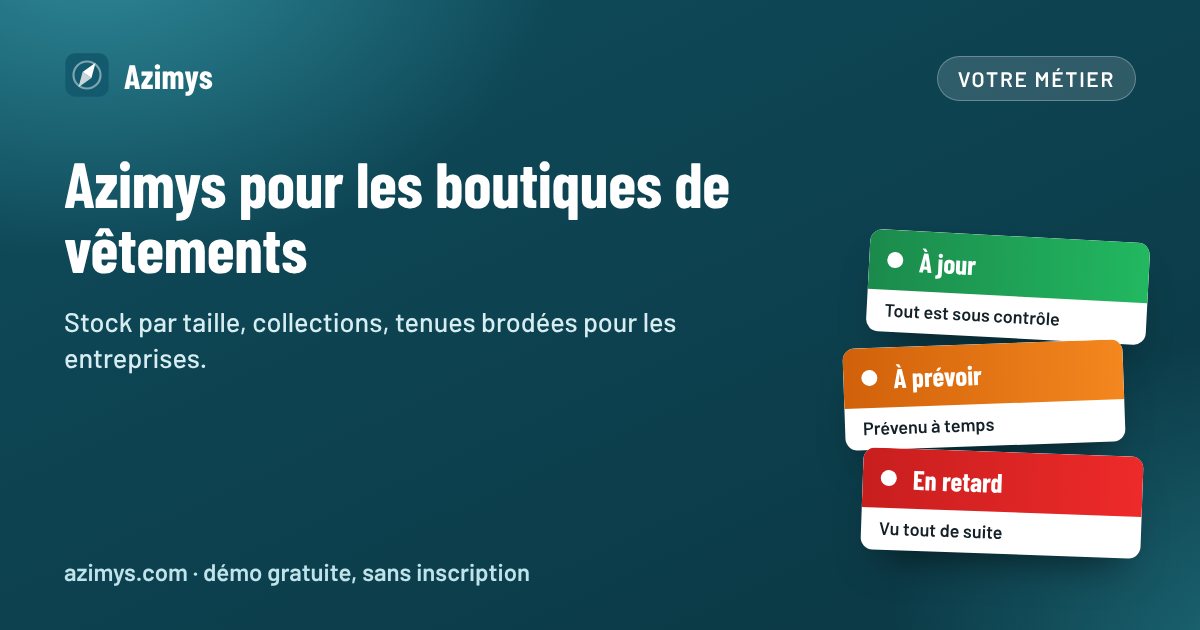 Azimys
VOTRE MÉTIER
Azimys pour les boutiques de
vêtements
Stock par taille, collections, tenues brodées pour les
entreprises.
À jour
Tout est sous contrôle
À prévoir
Prévenu à temps
En retard
Vu tout de suite
azimys.com · démo gratuite, sans inscription